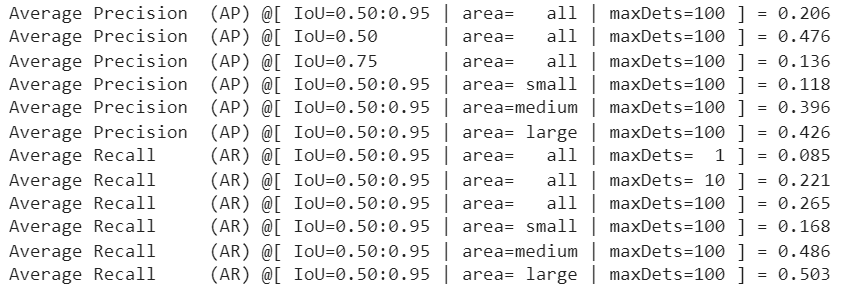 Average Precision  (AP) @[ IoU=0.50:0.95 | area=   all | maxDets=100 ] = 0.206
Average Precision  (AP) @[ IoU=0.50      | area=   all | maxDets=100 ] = 0.476
Average Precision  (AP) @[ IoU=0.75      | area=   all | maxDets=100 ] = 0.136
Average Precision  (AP) @[ IoU=0.50:0.95 | area= small | maxDets=100 ] = 0.118
Average Precision  (AP) @[ IoU=0.50:0.95 | area=medium | maxDets=100 ] = 0.396
Average Precision  (AP) @[ IoU=0.50:0.95 | area= large | maxDets=100 ] = 0.426
Average Recall     (AR) @[ IoU=0.50:0.95 | area=   all | maxDets=  1 ] = 0.085
Average Recall     (AR) @[ IoU=0.50:0.95 | area=   all | maxDets= 10 ] = 0.221
Average Recall     (AR) @[ IoU=0.50:0.95 | area=   all | maxDets=100 ] = 0.265
Average Recall     (AR) @[ IoU=0.50:0.95 | area= small | maxDets=100 ] = 0.168
Average Recall     (AR) @[ IoU=0.50:0.95 | area=medium | maxDets=100 ] = 0.486
Average Recall     (AR) @[ IoU=0.50:0.95 | area= large | maxDets=100 ] = 0.503